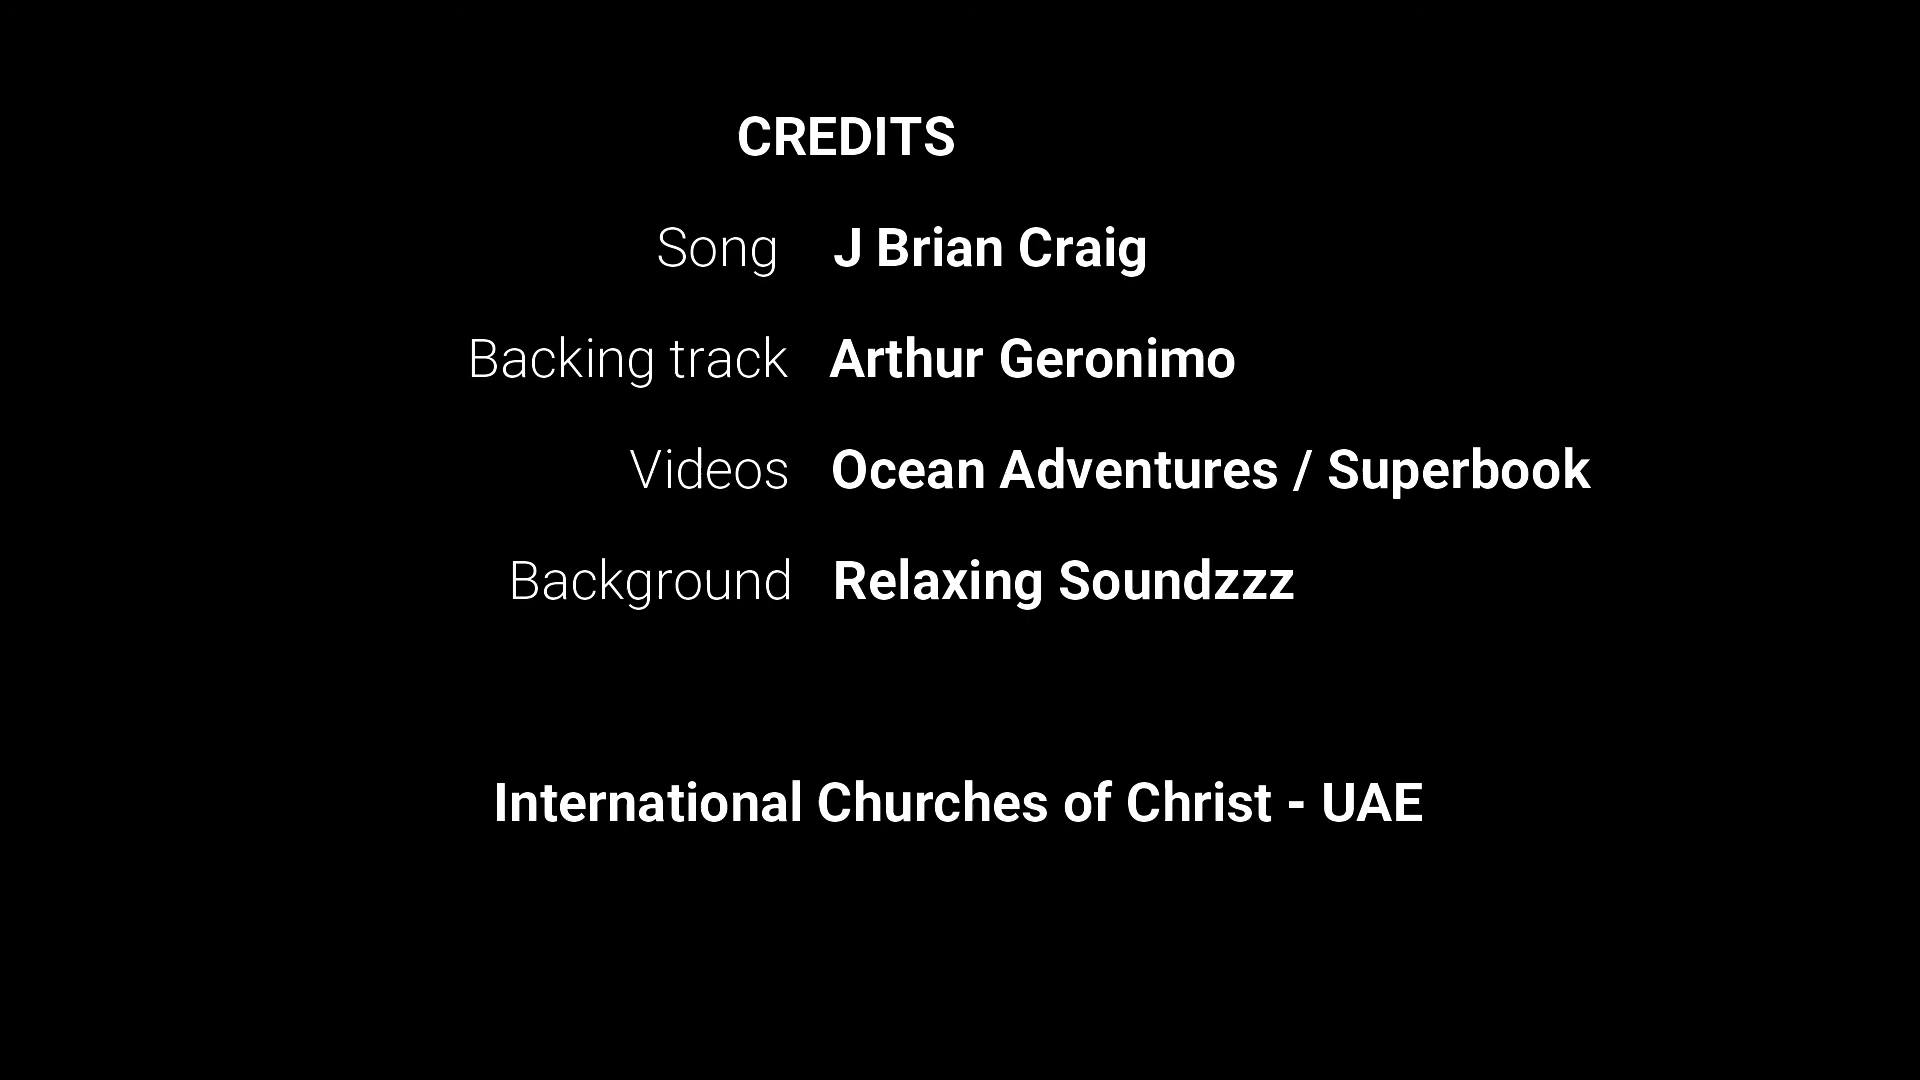 CREDITS
Song J Brian Craig
Backing track Arthur Geronimo
Videos Ocean Adventures / Superbook
Background Relaxing Soundzzz
International Churches of Christ - UAE